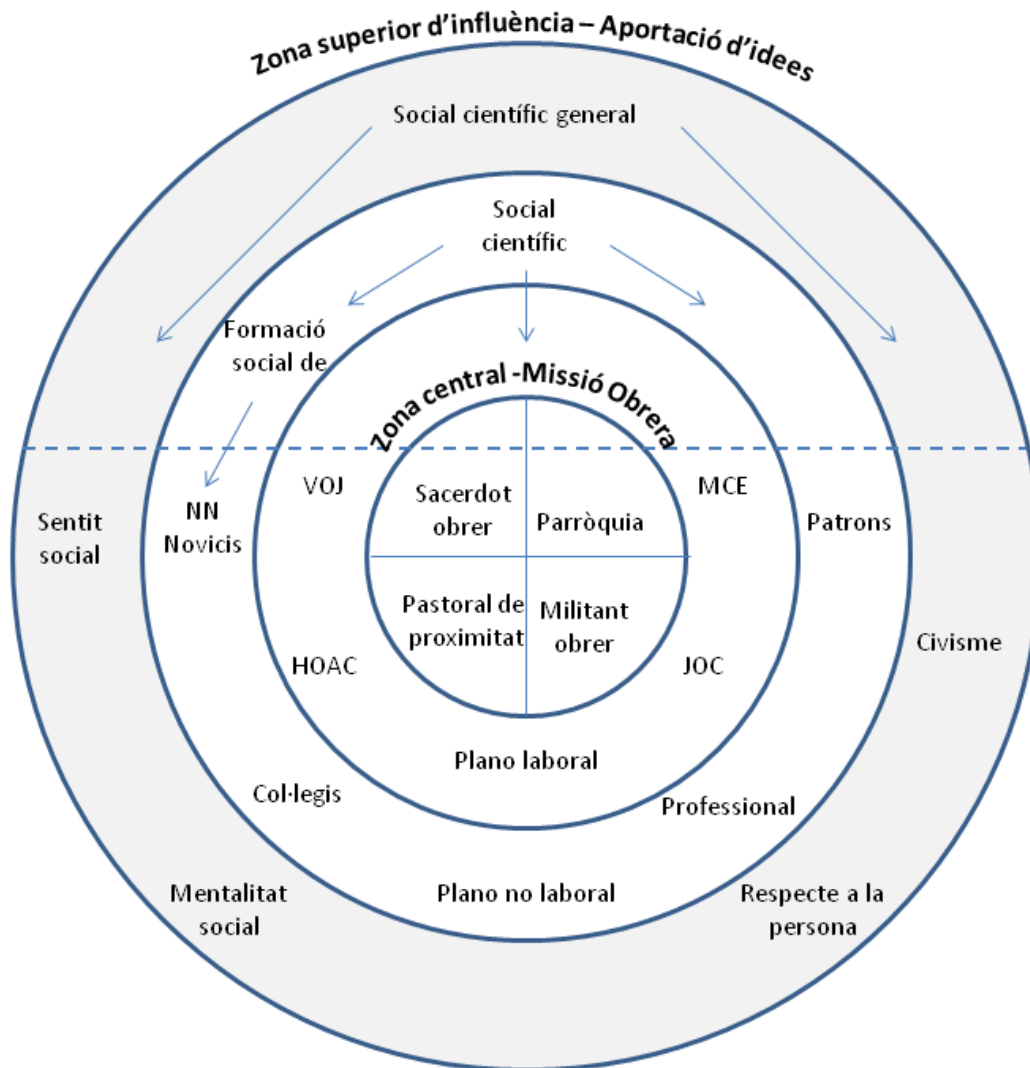 Zona superior d’influència – Aportació d’idees
Social científic general
Social
científic
Formació
social de
Zona central -Missió Obrera
VOJ
MCE
Sacerdot
obrer
Parròquia
Sentit
social
NN
Novicis
Patrons
Pastoral de
proximitat
Militant
obrer
Civisme
HOAC
JOC
Plano laboral
Col·legis
Professional
Mentalitat
social
Plano no laboral
Respecte a la
persona